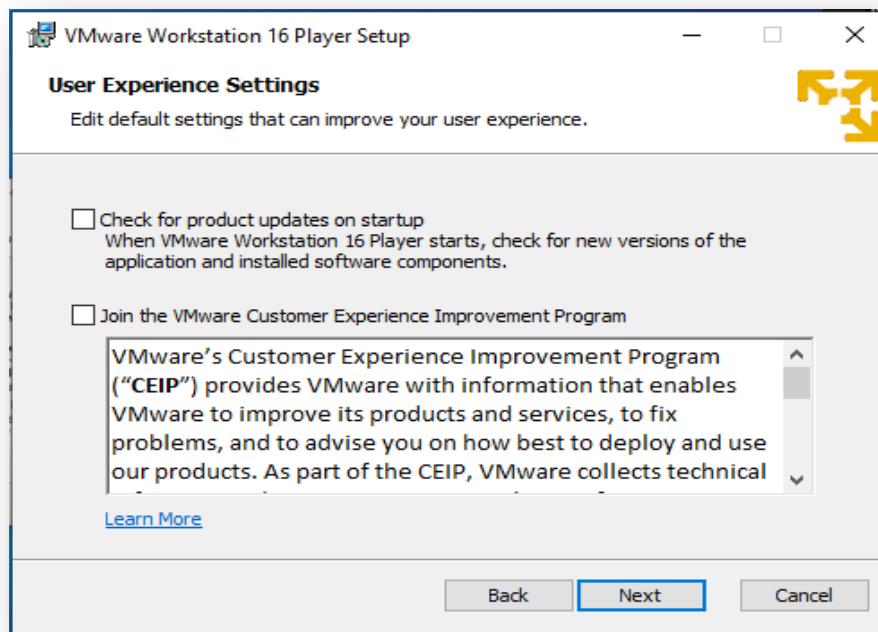 VMware Workstation 16 Player Setup
User Experience Settings
Edit default settings that can improve your user experience.
Check for product updates on startup
When VMware Workstation 16 Player starts, check for new versions of the
application and installed software components.
Join the VMware Customer Experience Improvement Program
VMware's Customer Experience Improvement Program
("CEIP") provides VMware with information that enables
VMware to improve its products and services, to fix
problems, and to advise you on how best to deploy and use
our products. As part of the CEIP, VMware collects technical
Learn More
Back Next Cancel